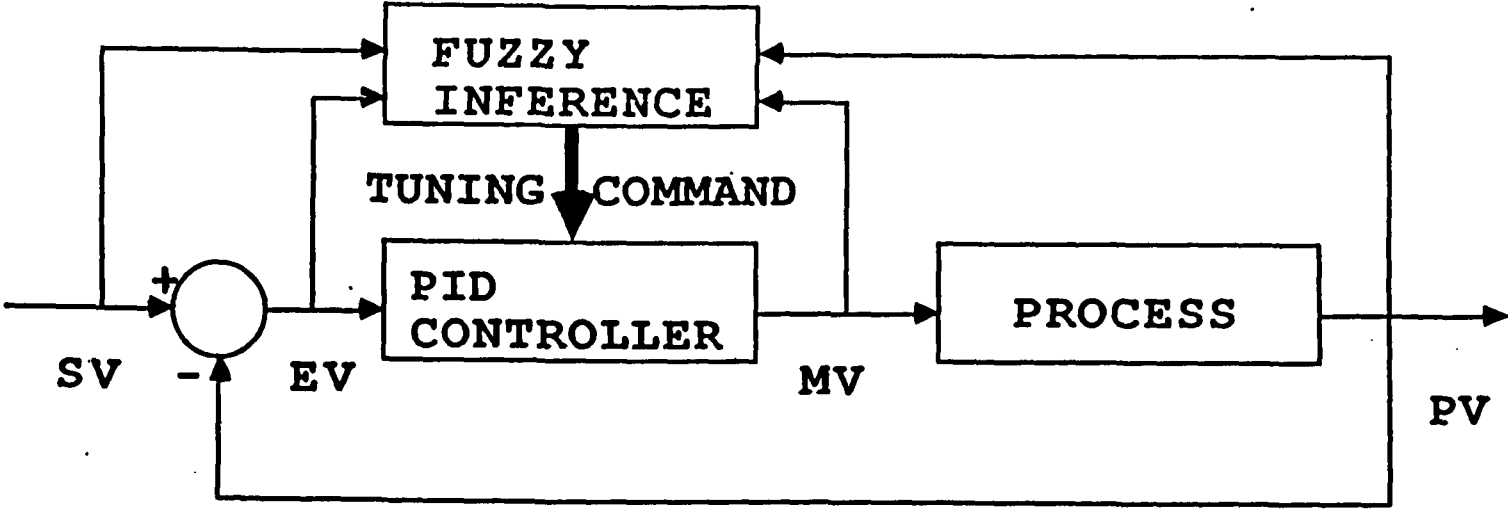 FUZZY
INFERENCE
TUNING COMMAND
+
PID
CONTROLLER
PROCESS
SV
-
EV
MV
PV